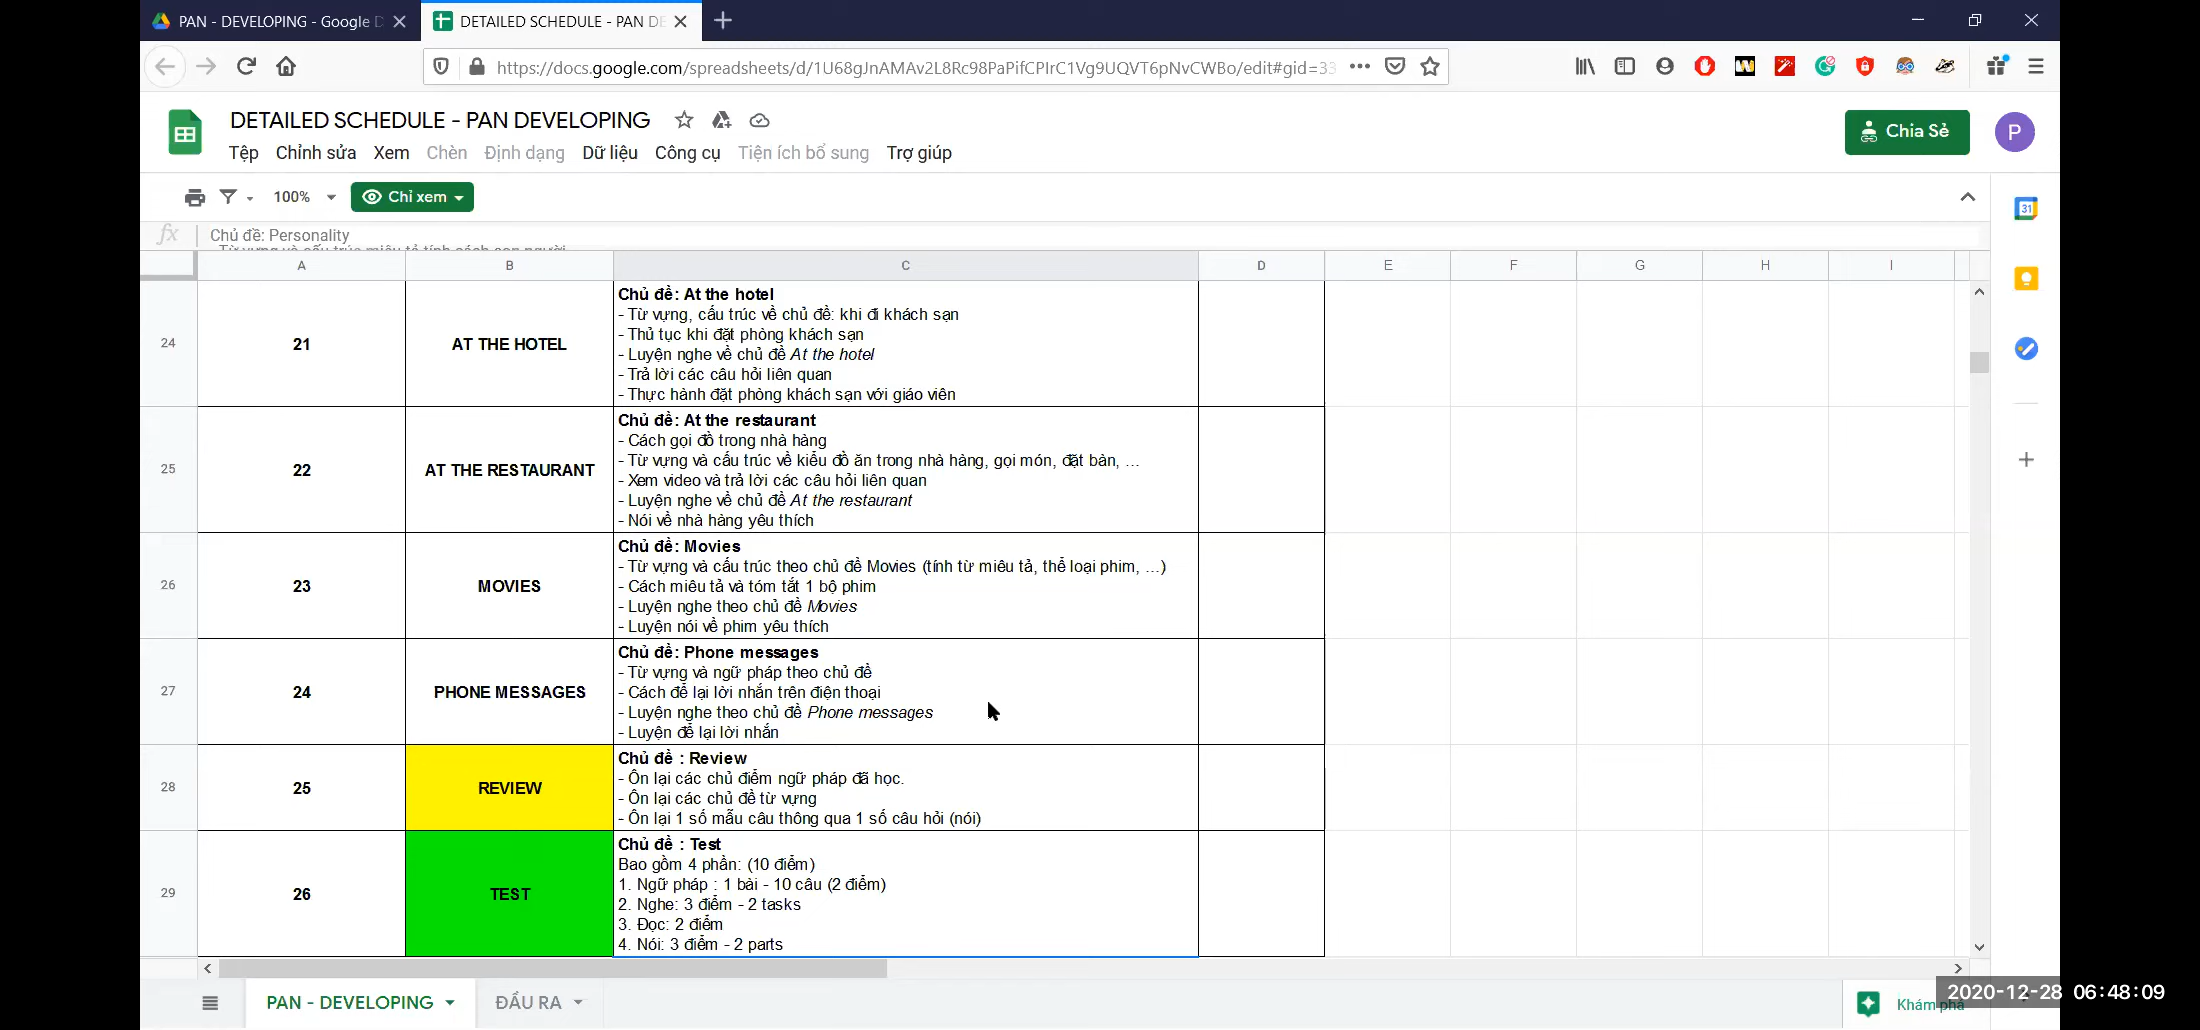 PAN - DEVELOPING - Google D
DETAILED SCHEDULE - PAN DE
https://docs.google.com/spreadsheets/d/1U68gJnAMAv2L8Rc98PaPifCPIrC1Vg9UQVT6pNvCWBo/edit#gid=33
DETAILED SCHEDULE - PAN DEVELOPING
Chia Sẻ
P
Tệp Chỉnh sửa Xem Chèn Định dạng Dữ liệu Công cụ Tiện ích bổ sung Trợ giúp
100% Chỉ xem
fx Chủ đề: Personality
A B C D E F G H I
24 21 AT THE HOTEL
Chủ đề: At the hotel
- Từ vựng, cấu trúc về chủ đề: khi đi khách sạn
- Thủ tục khi đặt phòng khách sạn
- Luyện nghe về chủ đề At the hotel
- Trả lời các câu hỏi liên quan
- Thực hành đặt phòng khách sạn với giáo viên
25 22 AT THE RESTAURANT
Chủ đề: At the restaurant
- Cách gọi đồ trong nhà hàng
- Từ vựng và cấu trúc về kiểu đồ ăn trong nhà hàng, gọi món, đặt bàn, ...
- Xem video và trả lời các câu hỏi liên quan
- Luyện nghe về chủ đề At the restaurant
- Nói về nhà hàng yêu thích
26 23 MOVIES
Chủ đề: Movies
- Từ vựng và cấu trúc theo chủ đề Movies (tính từ miêu tả, thể loại phim, ...)
- Cách miêu tả và tóm tắt 1 bộ phim
- Luyện nghe theo chủ đề Movies
- Luyện nói về phim yêu thích
27 24 PHONE MESSAGES
Chủ đề: Phone messages
- Từ vựng và ngữ pháp theo chủ đề
- Cách để lại lời nhắn trên điện thoại
- Luyện nghe theo chủ đề Phone messages
- Luyện để lại lời nhắn
28 25 REVIEW
Chủ đề : Review
- Ôn lại các chủ điểm ngữ pháp đã học.
- Ôn lại các chủ đề từ vựng
- Ôn lại 1 số mẫu câu thông qua 1 số câu hỏi (nói)
29 26 TEST
Chủ đề : Test
Bao gồm 4 phần: (10 điểm)
1. Ngữ pháp : 1 bài - 10 câu (2 điểm)
2. Nghe: 3 điểm - 2 tasks
3. Đọc: 2 điểm
4. Nói: 3 điểm - 2 parts
PAN - DEVELOPING ĐẦU RA
Khám phá
2020-12-28 06:48:09
31